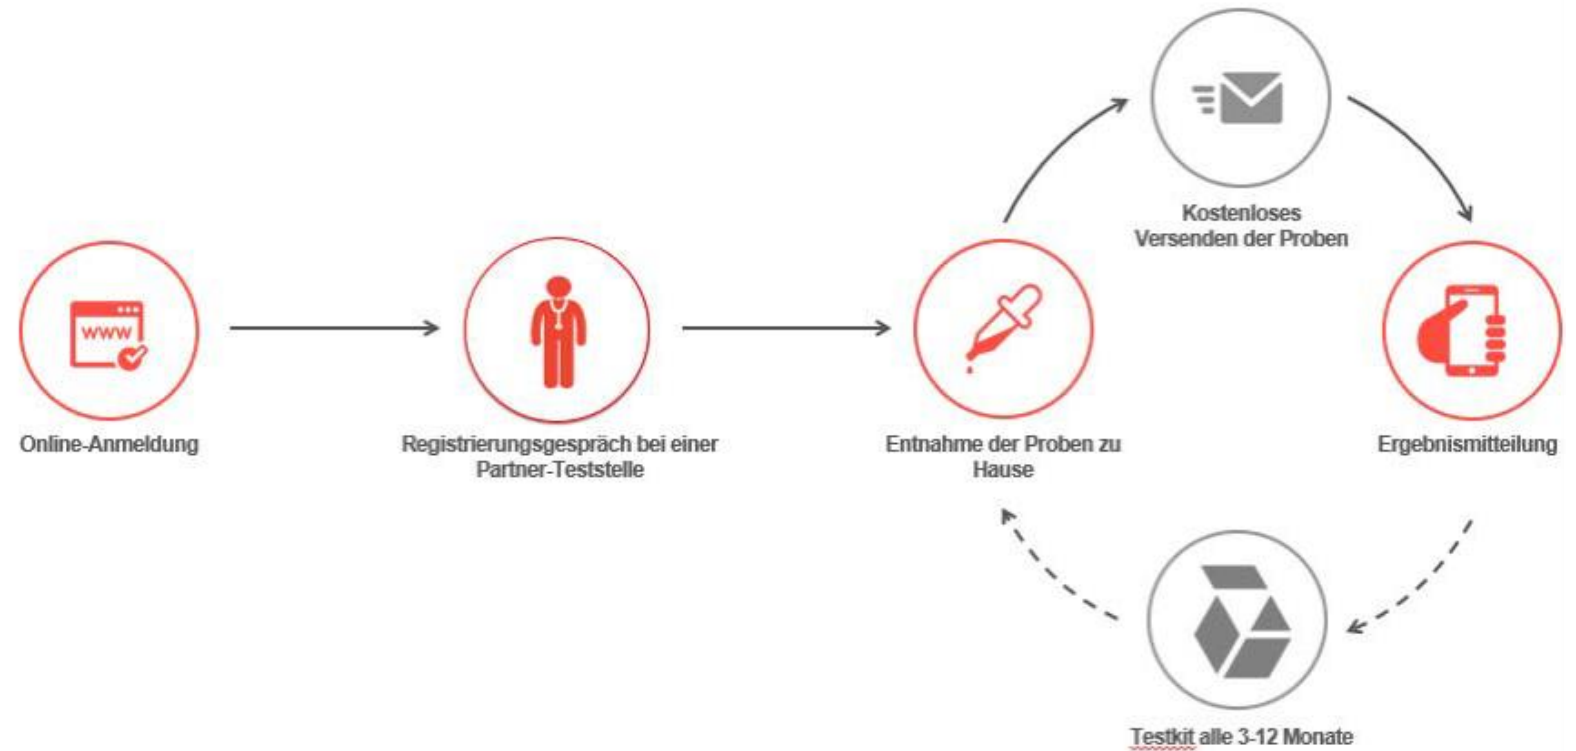 Kostenloses
Versenden der Proben
www
Online-Anmeldung
Registrierungsgespräch bei einer
Partner-Teststelle
Entnahme der Proben zu
Hause
Ergebnismitteilung
Testkit alle 3-12 Monate